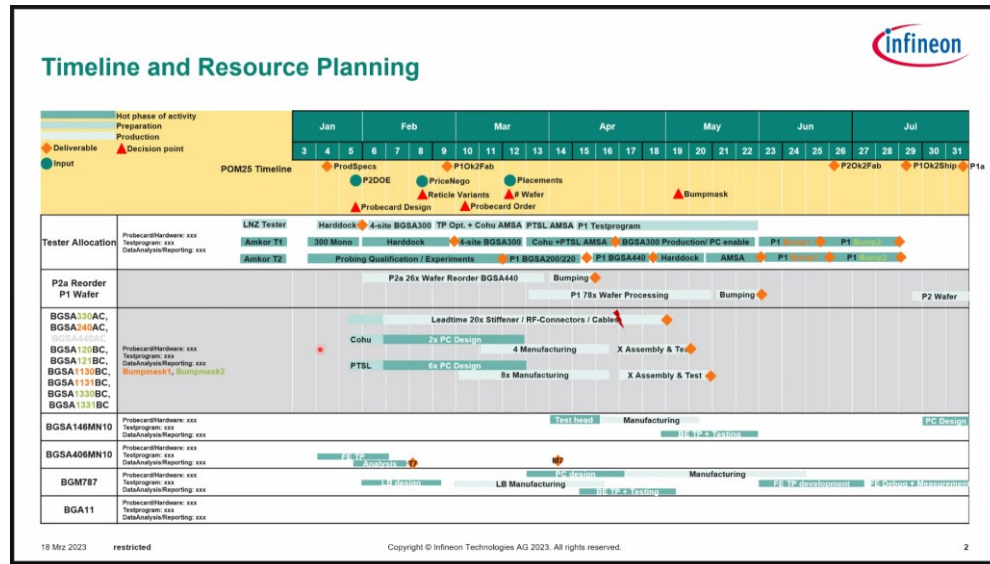 infineon
Timeline and Resource Planning
Hot phase of activity
Preparation
Production
Deliverable Decision point
Input
POM25 Timeline
Jan Feb Mar Apr May Jun Jul
3 4 5 6 7 8 9 10 11 12 13 14 15 16 17 18 19 20 21 22 23 24 25 26 27 28 29 30 31
ProdSpecs P1Ok2Fab P2Ok2Fab P1Ok2Ship P1a
P2DOE PriceNego Placements
Reticle Variants # Wafer Bumpmask
Probecard Design Probecard Order
Tester Allocation
Probecard/Hardware: xxx
Testprogram: xxx
DataAnalysis/Reporting: xxx
LNZ Tester Harddock 4-site BGSA300 TP Opt. + Cohu AMSA PTSL AMSA P1 Testprogram
Amkor T1 300 Mono Harddock 4-site BGSA300 Cohu +PTSL AMSA BGSA300 Production/ PC enable P1 Bump1 P1 Bump2
Amkor T2 Probing Qualification / Experiments P1 BGSA200/220 P1 BGSA440 Harddock AMSA P1 Bump1 P1 Bump2
P2a Reorder
P1 Wafer
P2a 26x Wafer Reorder BGSA440 Bumping
P1 78x Wafer Processing Bumping P2 Wafer
BGSA330AC,
BGSA240AC,
BGSA440AC
BGSA120BC,
BGSA121BC,
BGSA1130BC,
BGSA1131BC,
BGSA1330BC,
BGSA1331BC
Probecard/Hardware: xxx
Testprogram: xxx
DataAnalysis/Reporting: xxx
Bumpmask1, Bumpmask2
Leadtime 20x Stiffener / RF-Connectors / Cables
Cohu 2x PC Design
4 Manufacturing X Assembly & Test
PTSL 6x PC Design
8x Manufacturing X Assembly & Test
BGSA146MN10
Probecard/Hardware: xxx
Testprogram: xxx
DataAnalysis/Reporting: xxx
Test head Manufacturing PC Design
BE TP + Testing
BGSA406MN10
Probecard/Hardware: xxx
Testprogram: xxx
DataAnalysis/Reporting: xxx
FE TP
Analysis M7
BGM787
Probecard/Hardware: xxx
Testprogram: xxx
DataAnalysis/Reporting: xxx
PC design Manufacturing
LB design LB Manufacturing FE TP development FE Debug + Measurement
BE TP + Testing
BGA11
Probecard/Hardware: xxx
Testprogram: xxx
DataAnalysis/Reporting: xxx
18 Mrz 2023 restricted Copyright © Infineon Technologies AG 2023. All rights reserved. 2